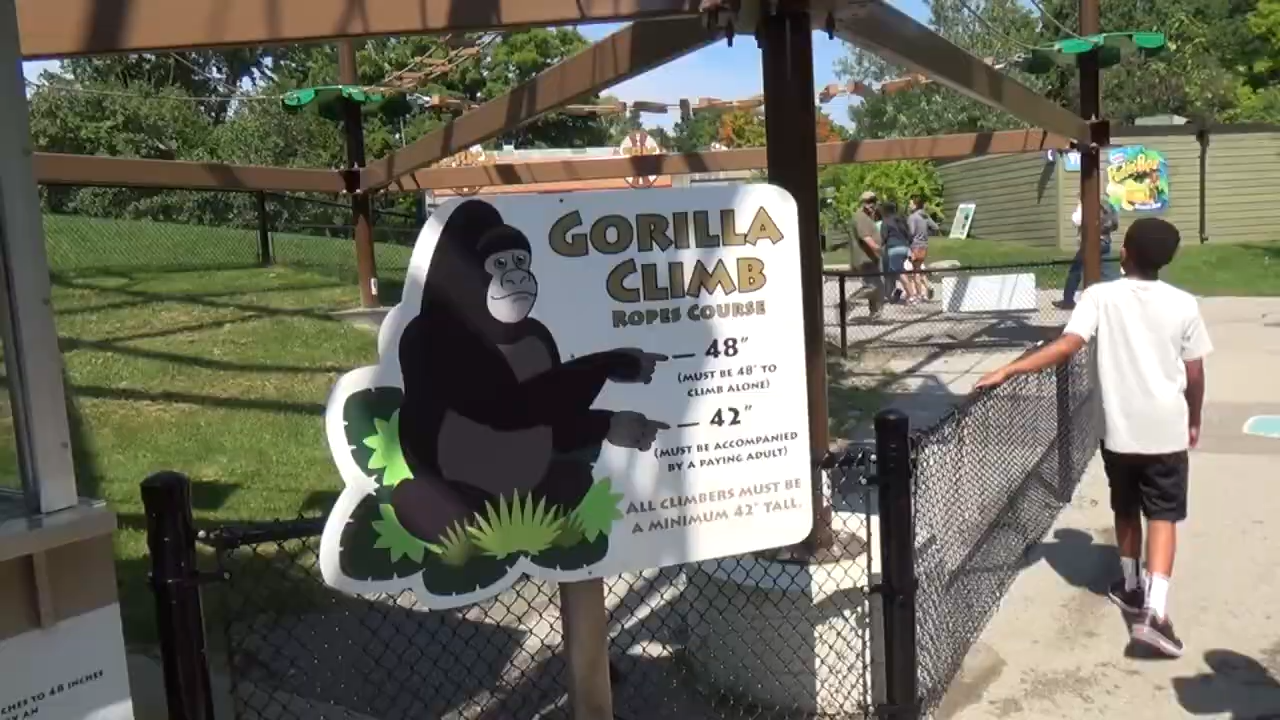 GORILLA
CLIMB
ROPES COURSE
— 48"
(MUST BE 48" TO
CLIMB ALONE)
— 42"
(MUST BE ACCOMPANIED
BY A PAYING ADULT)
ALL CLIMBERS MUST BE
A MINIMUM 42" TALL.
TO 48 INCHES